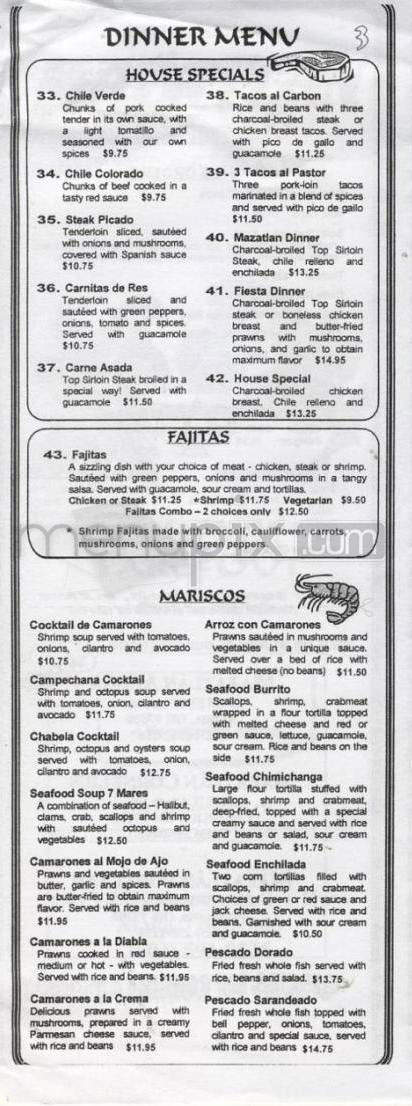 DINNER MENU
3
HOUSE SPECIALS
33. Chile Verde
Chunks of pork cooked
tender in its own sauce, with
a light tomatillo and
seasoned with our own
spices $9.75
34. Chile Colorado
Chunks of beef cooked in a
tasty red sauce $9.75
35. Steak Picado
Tenderloin sliced, sautéed
with onions and mushrooms,
covered with Spanish sauce
$10.75
36. Carnitas de Res
Tenderloin sliced and
sautéed with green peppers,
onions, tomato and spices.
Served with guacamole
$10.75
37. Carne Asada
Top Sirloin Steak broiled in a
special way! Served with
guacamole $11.50
38. Tacos al Carbon
Rice and beans with three
charcoal-broiled steak or
chicken breast tacos. Served
with pico de gallo and
guacamole $11.25
39. 3 Tacos al Pastor
Three pork-loin tacos
marinated in a blend of spices
and served with pico de gallo
$11.50
40. Mazatlan Dinner
Charcoal-broiled Top Sirloin
Steak, chile relleno and
enchilada $13.25
41. Fiesta Dinner
Charcoal-broiled Top Sirloin
steak or boneless chicken
breast and butter-fried
prawns with mushrooms,
onions, and garlic to obtain
maximum flavor $14.95
42. House Special
Charcoal-broiled chicken
breast, Chile relleno and
enchilada $13.25
FAJITAS
43. Fajitas
A sizzling dish with your choice of meat - chicken, steak or shrimp.
Sautéed with green peppers, onions and mushrooms in a tangy
salsa. Served with guacamole, sour cream and tortillas.
Chicken or Steak $11.25 *Shrimp $11.75 Vegetarian $9.50
Fajitas Combo – 2 choices only $12.50
* Shrimp Fajitas made with broccoli, cauliflower, carrots,
mushrooms, onions and green peppers.
.com
MARISCOS
Cocktail de Camarones
Shrimp soup served with tomatoes,
onions, cilantro and avocado
$10.75
Campechana Cocktail
Shrimp and octopus soup served
with tomatoes, onion, cilantro and
avocado $11.75
Chabela Cocktail
Shrimp, octopus and oysters soup
served with tomatoes, onion,
cilantro and avocado $12.75
Seafood Soup 7 Mares
A combination of seafood – Halibut,
clams, crab, scallops and shrimp
with sautéed octopus and
vegetables $12.50
Camarones al Mojo de Ajo
Prawns and vegetables sautéed in
butter, garlic and spices. Prawns
are butter-fried to obtain maximum
flavor. Served with rice and beans
$11.95
Camarones a la Diabla
Prawns cooked in red sauce -
medium or hot - with vegetables.
Served with rice and beans. $11.95
Camarones a la Crema
Delicious prawns served with
mushrooms, prepared in a creamy
Parmesan cheese sauce, served
with rice and beans $11.95
Arroz con Camarones
Prawns sautéed in mushrooms and
vegetables in a unique sauce.
Served over a bed of rice with
melted cheese (no beans) $11.50
Seafood Burrito
Scallops, shrimp, crabmeat
wrapped in a flour tortilla topped
with melted cheese and red or
green sauce, lettuce, guacamole,
sour cream. Rice and beans on the
side $11.75
Seafood Chimichanga
Large flour tortilla stuffed with
scallops, shrimp and crabmeat,
deep-fried, topped with a special
creamy sauce and served with rice
and beans or salad, sour cream
and guacamole. $11.75
Seafood Enchilada
Two corn tortillas filled with
scallops, shrimp and crabmeat.
Choices of green or red sauce and
jack cheese. Served with rice and
beans. Garnished with sour cream
and guacamole. $10.50
Pescado Dorado
Fried fresh whole fish served with
rice, beans and salad. $13.75
Pescado Sarandeado
Fried fresh whole fish topped with
bell pepper, onions, tomatoes,
cilantro and special sauce, served
with rice and beans $14.75